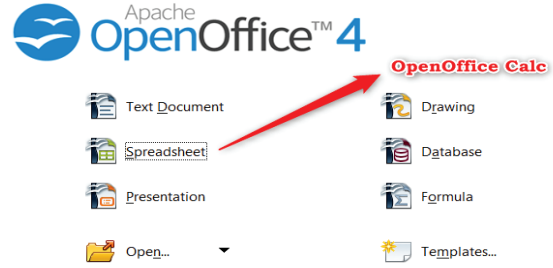 Apache
OpenOffice™ 4
OpenOffice Calc
Text Document
Drawing
Spreadsheet
Database
Presentation
Formula
Open...
Templates...